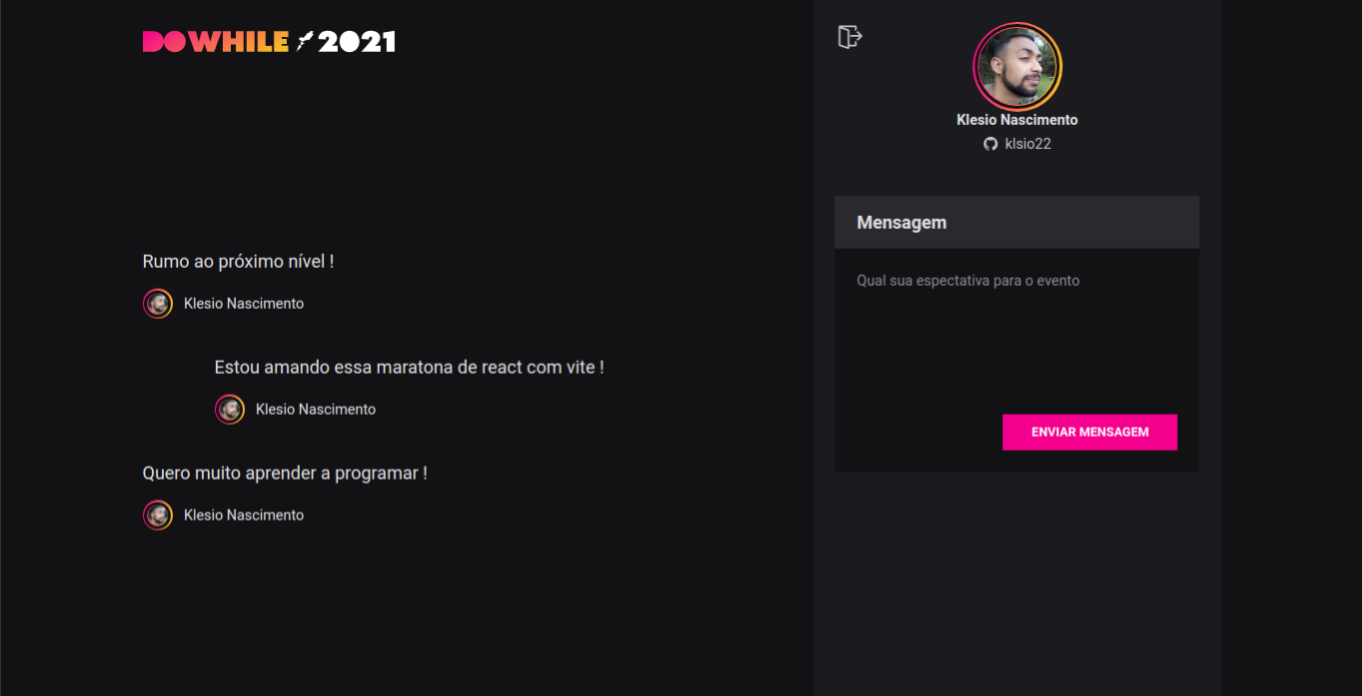 DOWHILE 2021
Rumo ao próximo nível !
Klesio Nascimento
Estou amando essa maratona de react com vite !
Klesio Nascimento
Quero muito aprender a programar !
Klesio Nascimento
Klesio Nascimento
klsio22
Mensagem
Qual sua espectativa para o evento
ENVIAR MENSAGEM